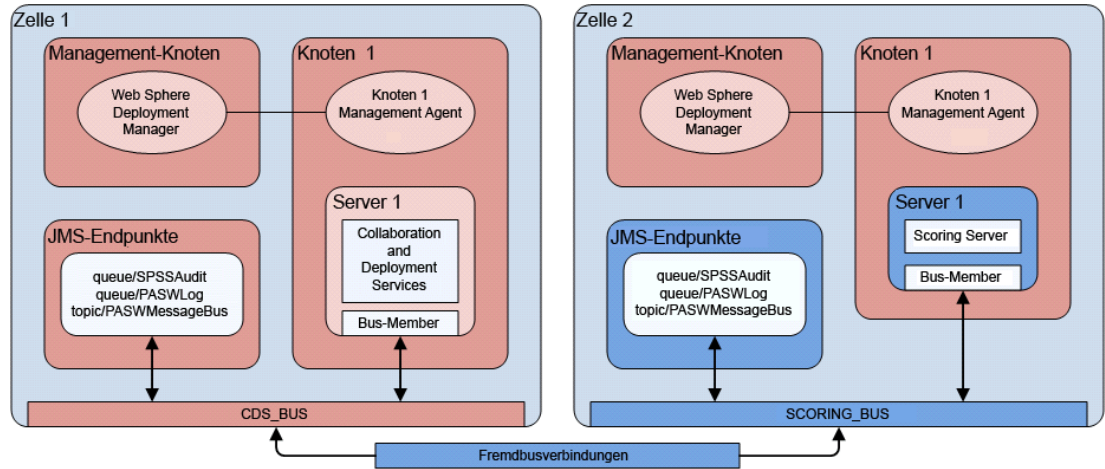 Zelle 1
Management-Knoten
Web Sphere
Deployment
Manager
Knoten 1
Knoten 1
Management Agent
Server 1
Collaboration
and
Deployment
Services
Bus-Member
JMS-Endpunkte
queue/SPSSAudit
queue/PASWLog
topic/PASWMessageBus
CDS_BUS
Zelle 2
Management-Knoten
Web Sphere
Deployment
Manager
Knoten 1
Knoten 1
Management Agent
Server 1
Scoring Server
Bus-Member
JMS-Endpunkte
queue/SPSSAudit
queue/PASWLog
topic/PASWMessageBus
SCORING_BUS
Fremdbusverbindungen